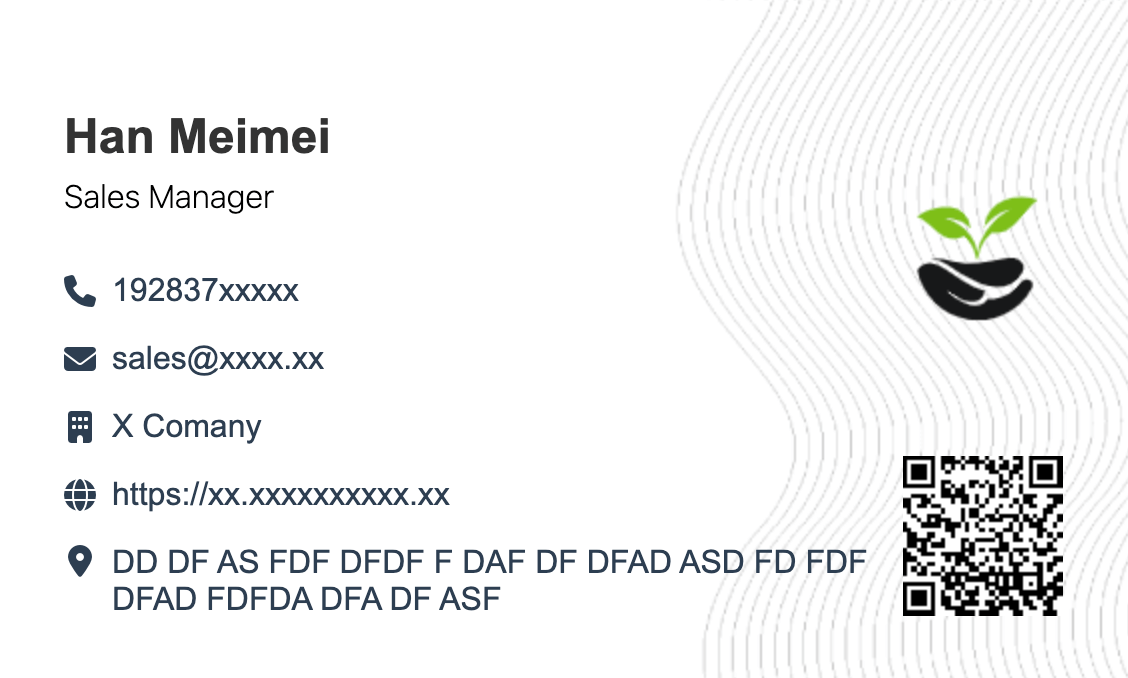 Han Meimei
Sales Manager
192837xxxxx
sales@xxxx.xx
X Comany
https://xx.xxxxxxxxxx.xx
DD DF AS FDF DFDF F DAF DF DFAD ASD FD FDF
DFAD FDFDA DFA DF ASF